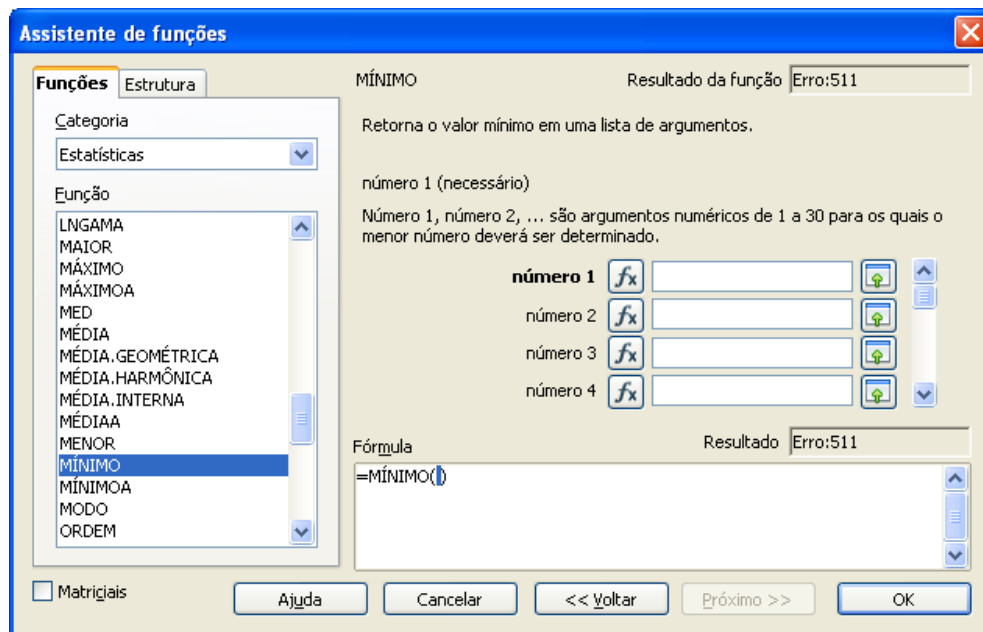 Assistente de funções
Funções Estrutura
Categoria
Estatísticas
Função
LNGAMA
MAIOR
MÁXIMO
MÁXIMOA
MED
MÉDIA
MÉDIA.GEOMÉTRICA
MÉDIA.HARMÔNICA
MÉDIA.INTERNA
MÉDIAA
MENOR
MÍNIMO
MÍNIMOA
MODO
ORDEM
MÍNIMO Resultado da função Erro:511
Retorna o valor mínimo em uma lista de argumentos.
número 1 (necessário)
Número 1, número 2, ... são argumentos numéricos de 1 a 30 para os quais o
menor número deverá ser determinado.
número 1 fx
número 2 fx
número 3 fx
número 4 fx
Fórmula Resultado Erro:511
=MÍNIMO()
Matriciais Ajuda Cancelar << Voltar Próximo >> OK